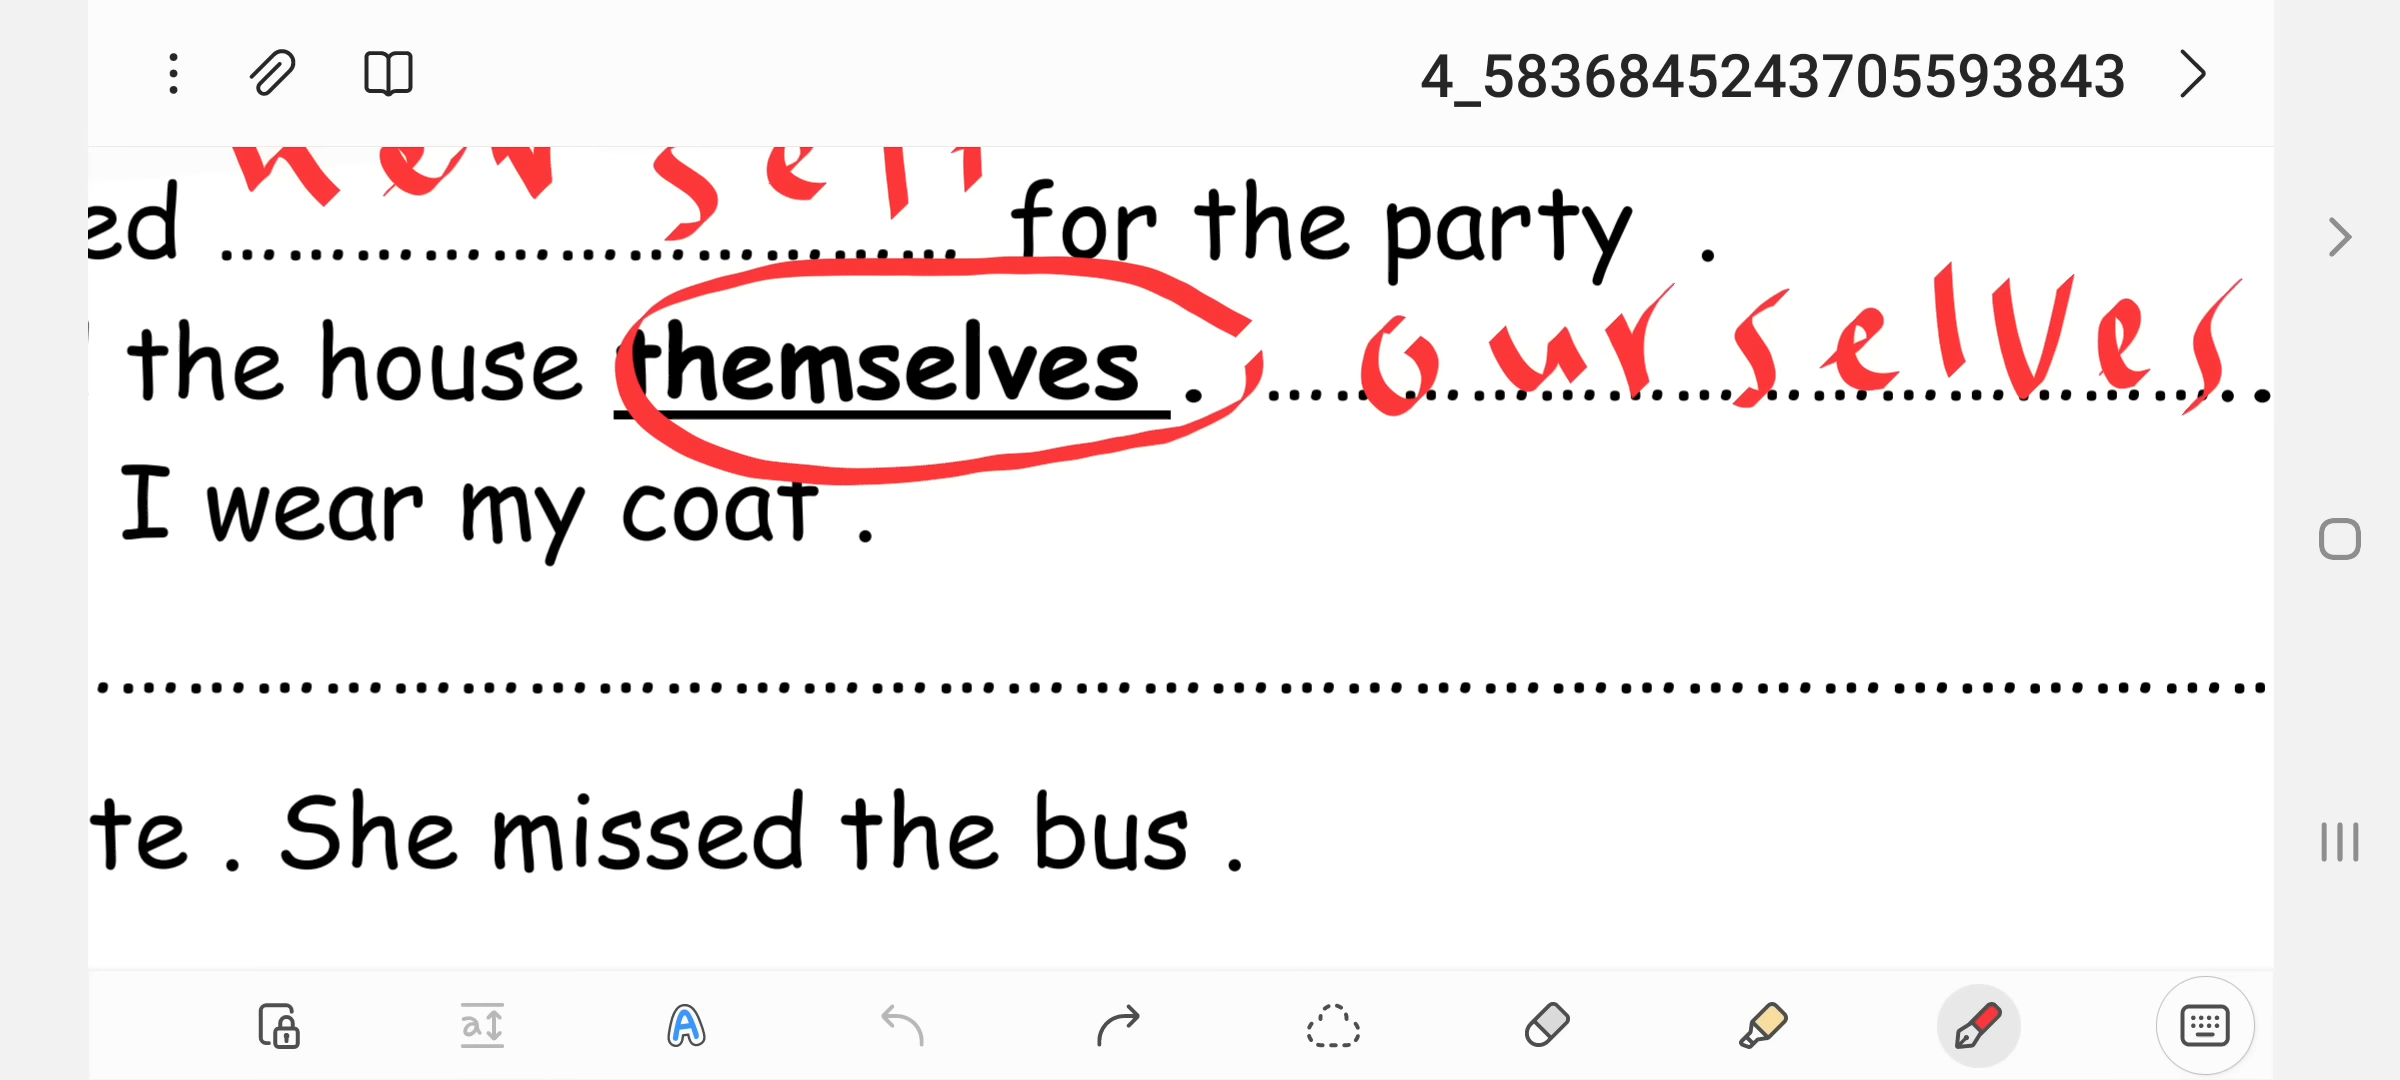 4_5836845243705593843
herself
ed .................................. for the party .
the house themselves . .................................. ourselves
I wear my coat .
....................................................................................................
te . She missed the bus .